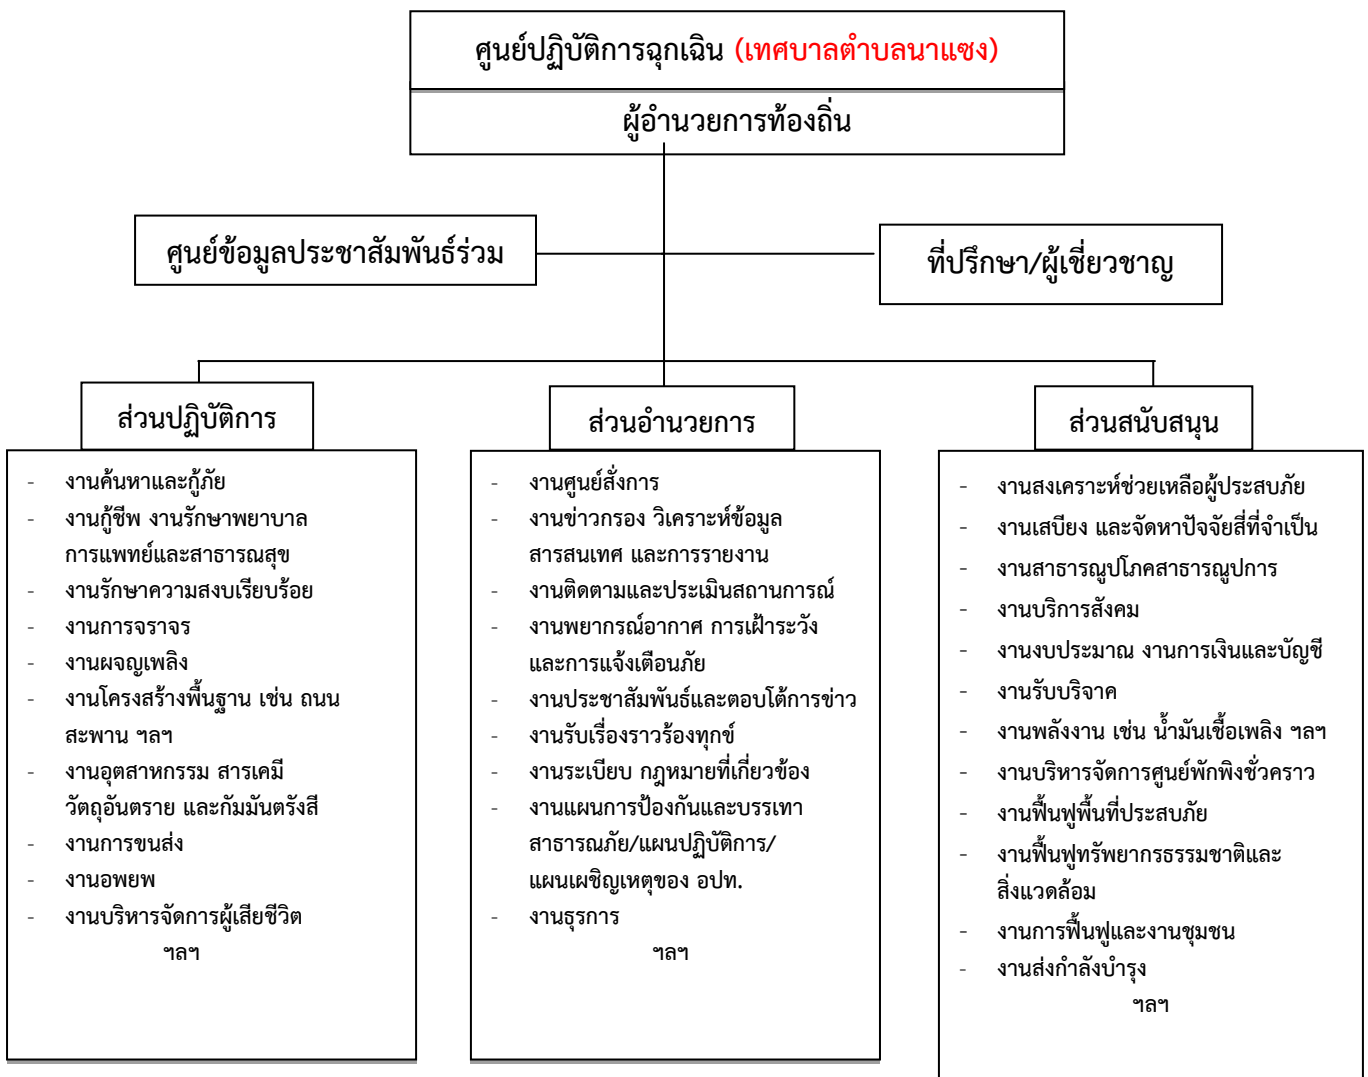 ศูนย์ปฏิบัติการฉุกเฉิน (เทศบาลตำบลนาแซง)
ผู้อำนวยการท้องถิ่น
ศูนย์ข้อมูลประชาสัมพันธ์ร่วม
ที่ปรึกษา/ผู้เชี่ยวชาญ
ส่วนปฏิบัติการ
- งานค้นหาและกู้ภัย
- งานกู้ชีพ งานรักษาพยาบาล
การแพทย์และสาธารณสุข
- งานรักษาความสงบเรียบร้อย
- งานการจราจร
- งานผจญเพลิง
- งานโครงสร้างพื้นฐาน เช่น ถนน
สะพาน ฯลฯ
- งานอุตสาหกรรม สารเคมี
วัตถุอันตราย และกัมมันตรังสี
- งานการขนส่ง
- งานอพยพ
- งานบริหารจัดการผู้เสียชีวิต
ฯลฯ
ส่วนอำนวยการ
- งานศูนย์สั่งการ
- งานข่าวกรอง วิเคราะห์ข้อมูล
สารสนเทศ และการรายงาน
- งานติดตามและประเมินสถานการณ์
- งานพยากรณ์อากาศ การเฝ้าระวัง
และการแจ้งเตือนภัย
- งานประชาสัมพันธ์และตอบโต้การข่าว
- งานรับเรื่องราวร้องทุกข์
- งานระเบียบ กฎหมายที่เกี่ยวข้อง
- งานแผนการป้องกันและบรรเทา
สาธารณภัย/แผนปฏิบัติการ/
แผนเผชิญเหตุของ อปท.
- งานธุรการ
ฯลฯ
ส่วนสนับสนุน
- งานสงเคราะห์ช่วยเหลือผู้ประสบภัย
- งานเสบียง และจัดหาปัจจัยสี่ที่จำเป็น
- งานสาธารณูปโภคสาธารณูปการ
- งานบริการสังคม
- งานงบประมาณ งานการเงินและบัญชี
- งานรับบริจาค
- งานพลังงาน เช่น น้ำมันเชื้อเพลิง ฯลฯ
- งานบริหารจัดการศูนย์พักพิงชั่วคราว
- งานฟื้นฟูพื้นที่ประสบภัย
- งานฟื้นฟูทรัพยากรธรรมชาติและ
สิ่งแวดล้อม
- งานการฟื้นฟูและงานชุมชน
- งานส่งกำลังบำรุง
ฯลฯ